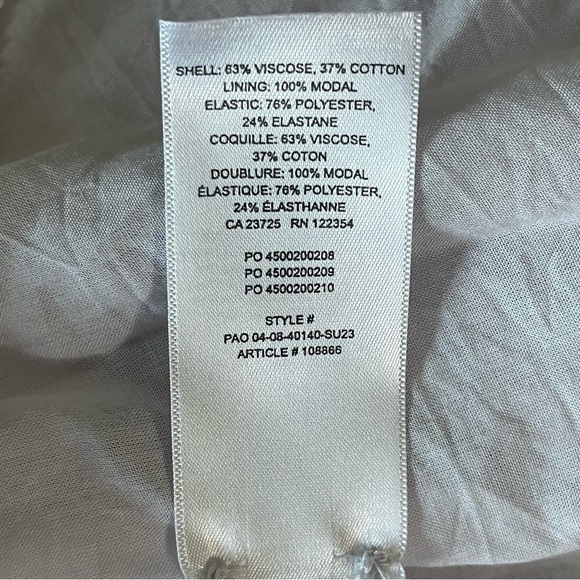 SHELL: 63% VISCOSE, 37% COTTON
LINING: 100% MODAL
ELASTIC: 76% POLYESTER,
24% ELASTANE
COQUILLE: 63% VISCOSE,
37% COTON
DOUBLURE: 100% MODAL
ÉLASTIQUE: 76% POLYESTER,
24% ÉLASTHANNE
CA 23725 RN 122354
PO 4500200208
PO 4500200209
PO 4500200210
STYLE #
PAO 04-08-40140-SU23
ARTICLE # 108866